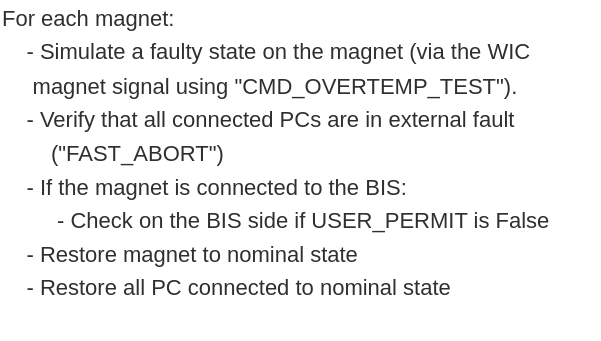 For each magnet:
- Simulate a faulty state on the magnet (via the WIC
magnet signal using "CMD_OVERTEMP_TEST").
- Verify that all connected PCs are in external fault
("FAST_ABORT")
- If the magnet is connected to the BIS:
- Check on the BIS side if USER_PERMIT is False
- Restore magnet to nominal state
- Restore all PC connected to nominal state